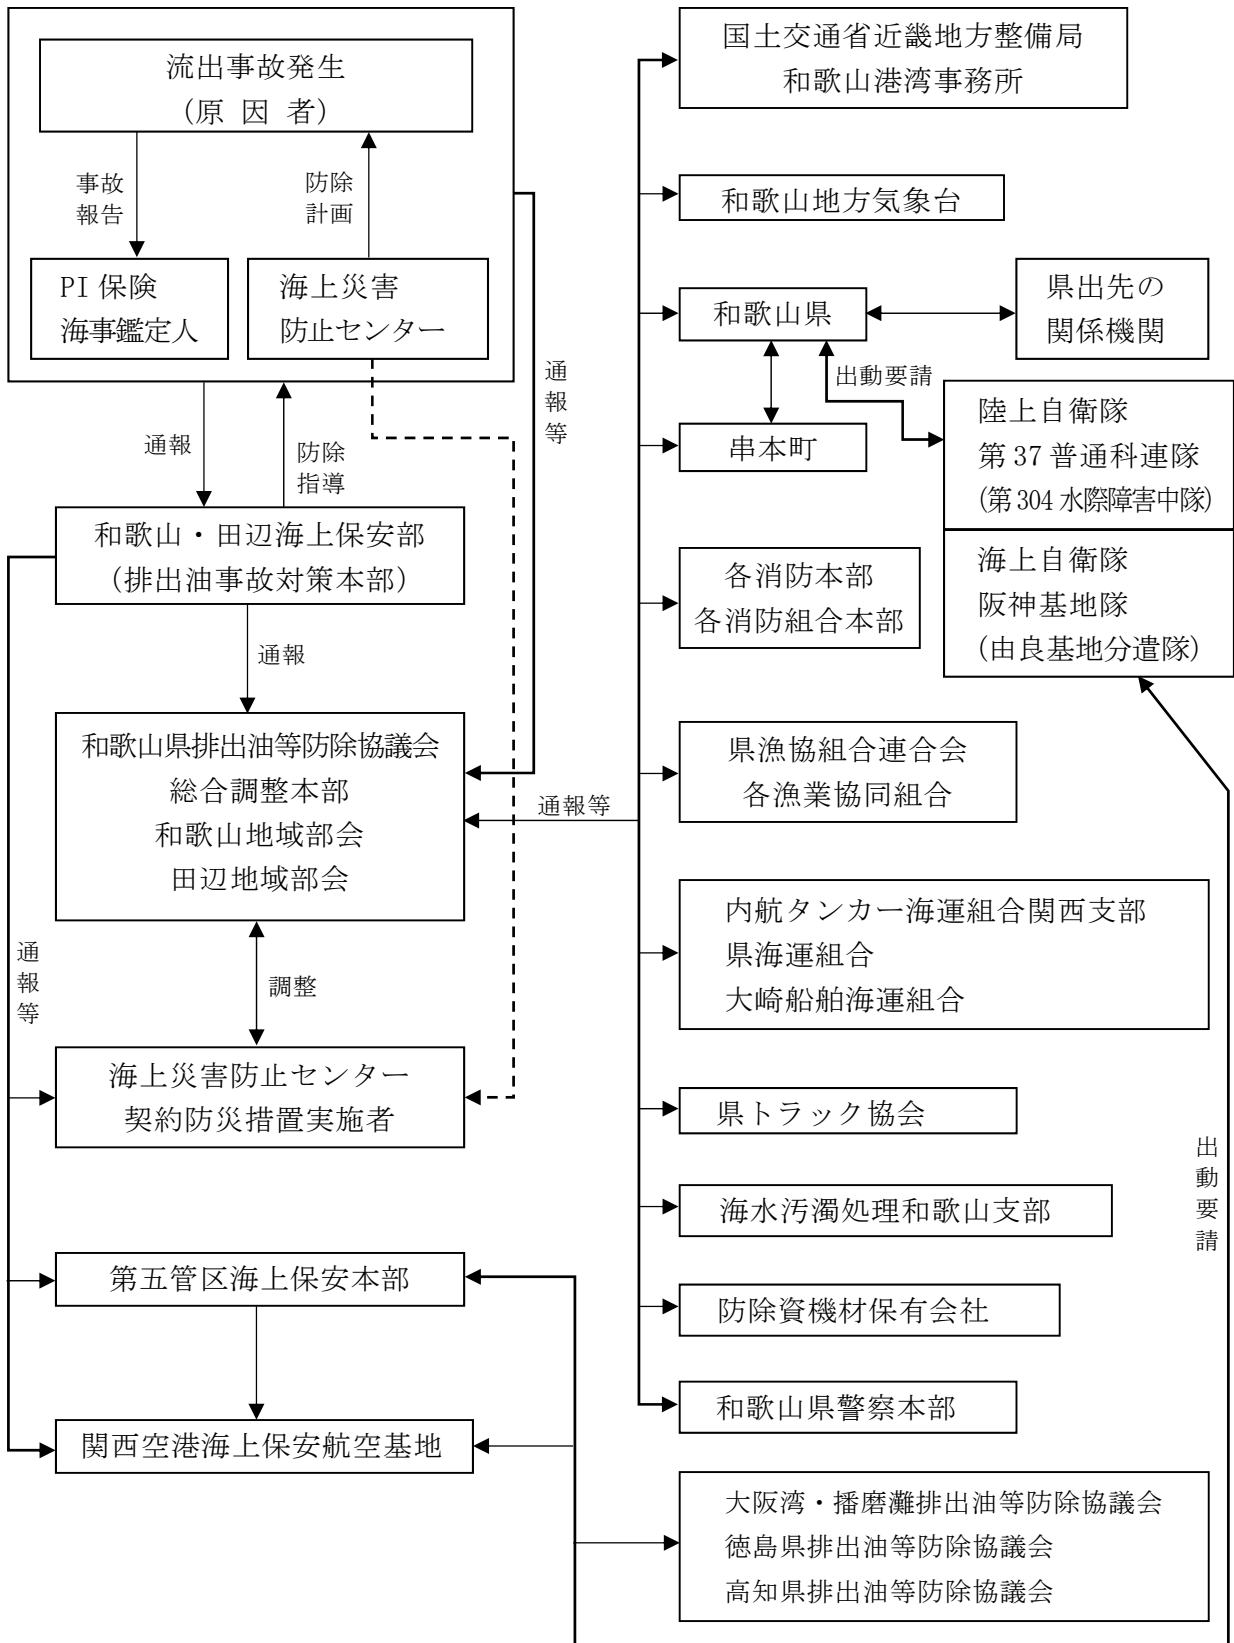 流出事故発生
(原 因 者)
事故
報告
防除
計画
PI 保険
海事鑑定人
海上災害
防止センター
通報
防除
指導
通報等
和歌山・田辺海上保安部
(排出油事故対策本部)
通報
和歌山県排出油等防除協議会
総合調整本部
和歌山地域部会
田辺地域部会
通報等
通報等
調整
海上災害防止センター
契約防災措置実施者
第五管区海上保安本部
関西空港海上保安航空基地
国土交通省近畿地方整備局
和歌山港湾事務所
和歌山地方気象台
和歌山県
県出先の
関係機関
出動要請
串本町
陸上自衛隊
第 37 普通科連隊
(第 304 水際障害中隊)
海上自衛隊
阪神基地隊
(由良基地分遣隊)
各消防本部
各消防組合本部
県漁協組合連合会
各漁業協同組合
内航タンカー海運組合関西支部
県海運組合
大崎船舶海運組合
県トラック協会
出動要請
海水汚濁処理和歌山支部
防除資機材保有会社
和歌山県警察本部
大阪湾・播磨灘排出油等防除協議会
徳島県排出油等防除協議会
高知県排出油等防除協議会